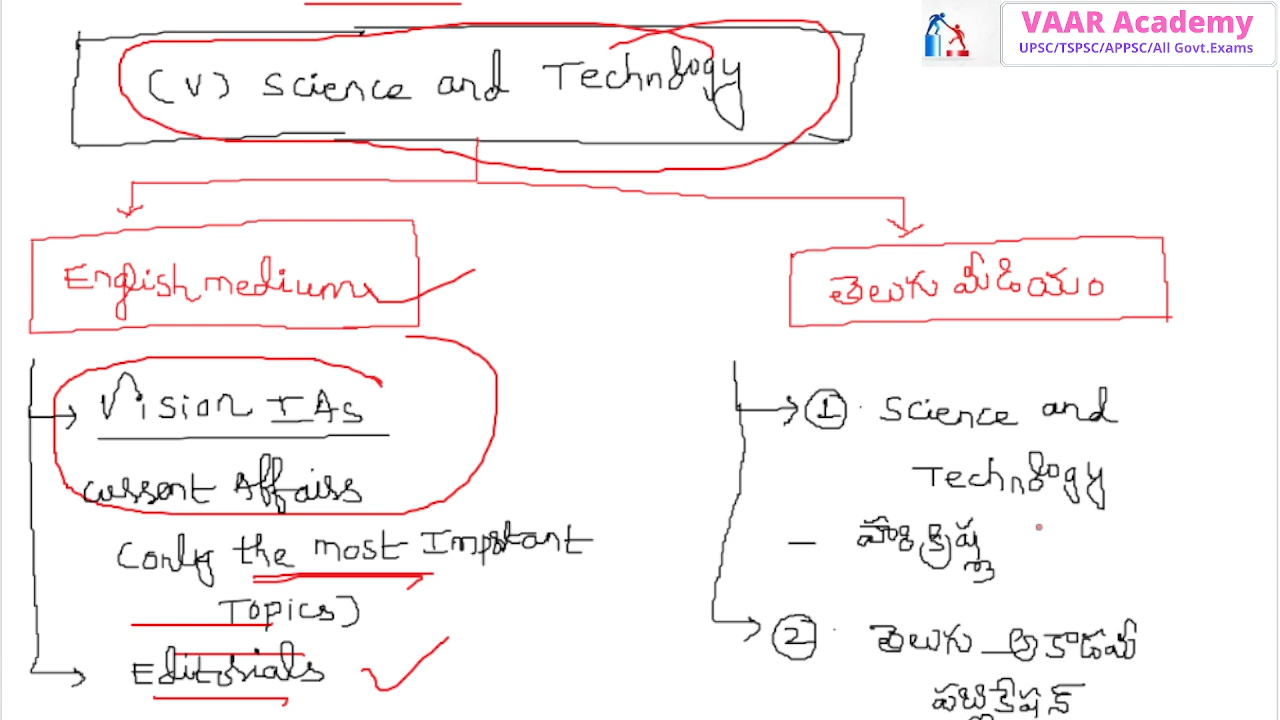 VAAR Academy
UPSC/TSPSC/APPSC/All Govt.Exams
(V) Science and Technology
English medium
Vision IAS
current Affairs
(only the most Important
Topics)
Editorials
తెలుగు మీడియం
1 Science and
Technology
- హరికృష్ణ
2 తెలుగు అకాడమీ
పబ్లికేషన్